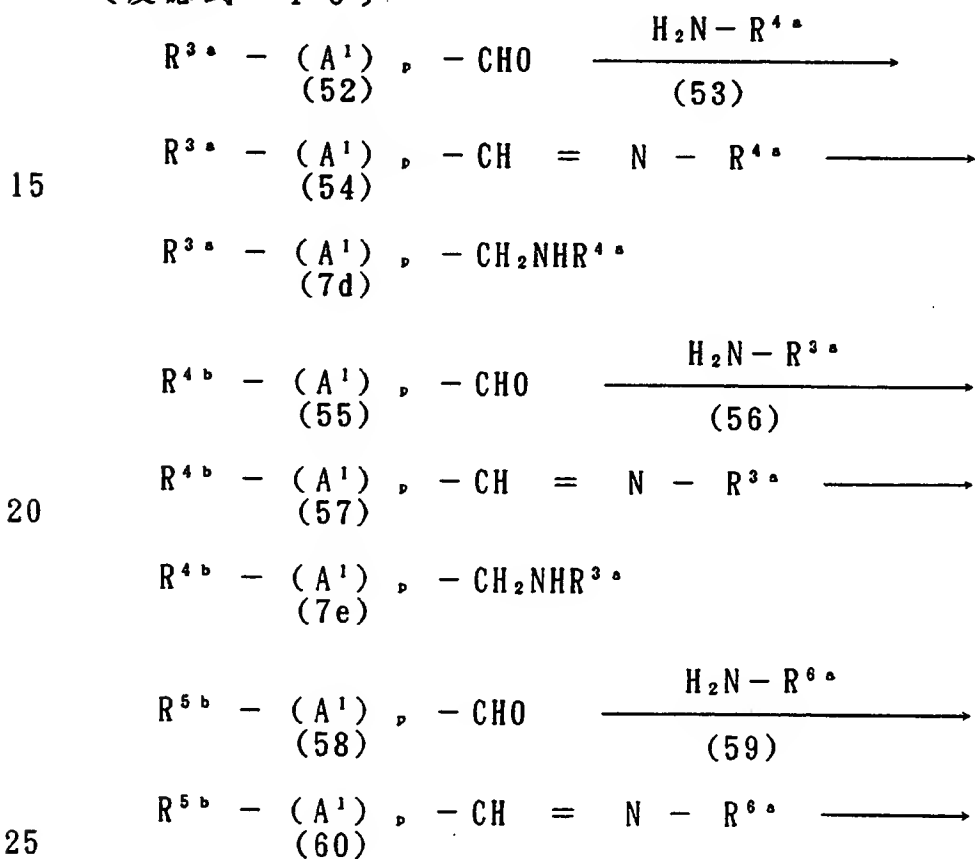 H₂N－R⁴ᵃ
R³ᵃ － (A¹)ₚ －CHO ⟶
(52) (53)
15 R³ᵃ － (A¹)ₚ －CH ＝ N － R⁴ᵃ ⟶
(54)
R³ᵃ － (A¹)ₚ －CH₂NHR⁴ᵃ
(7d)
H₂N－R³ᵃ
R⁴ᵇ － (A¹)ₚ －CHO ⟶
(55) (56)
20 R⁴ᵇ － (A¹)ₚ －CH ＝ N － R³ᵃ ⟶
(57)
R⁴ᵇ － (A¹)ₚ －CH₂NHR³ᵃ
(7e)
H₂N－R⁶ᵃ
R⁵ᵇ － (A¹)ₚ －CHO ⟶
(58) (59)
25 R⁵ᵇ － (A¹)ₚ －CH ＝ N － R⁶ᵃ ⟶
(60)